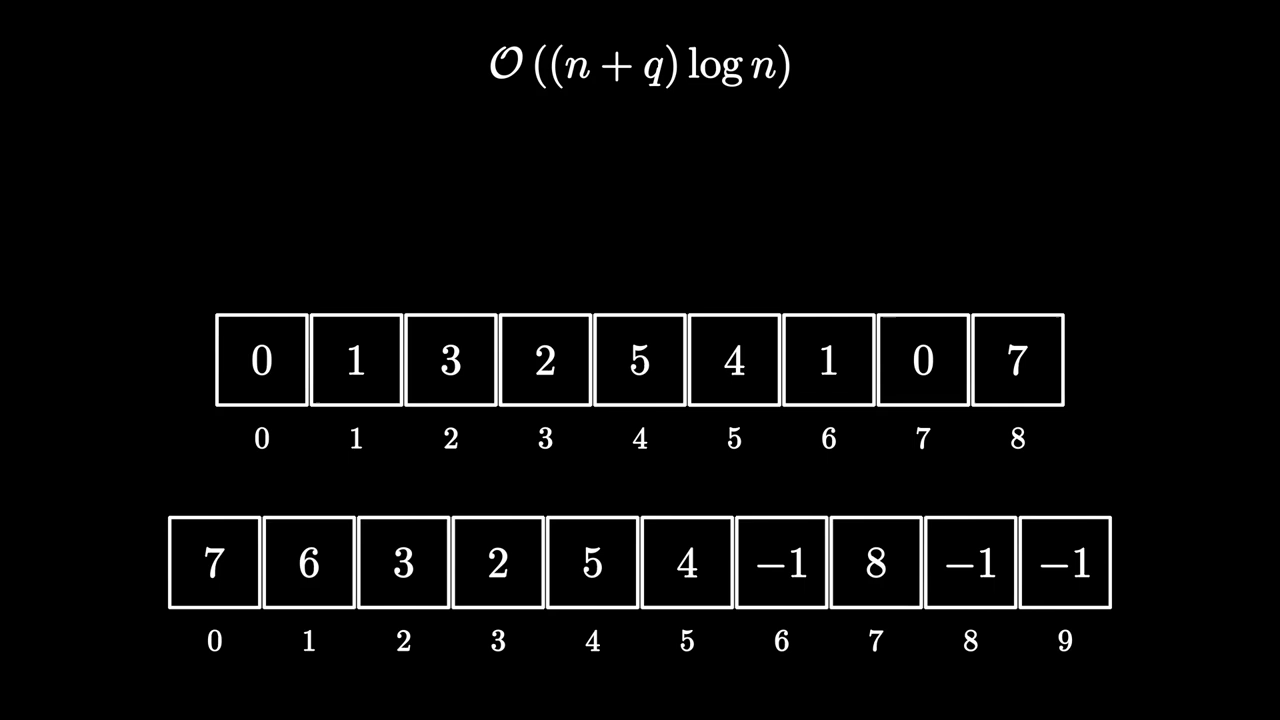 𝒪((n + q) log n)
0 1 3 2 5 4 1 0 7
0 1 2 3 4 5 6 7 8
7 6 3 2 5 4 −1 8 −1 −1
0 1 2 3 4 5 6 7 8 9